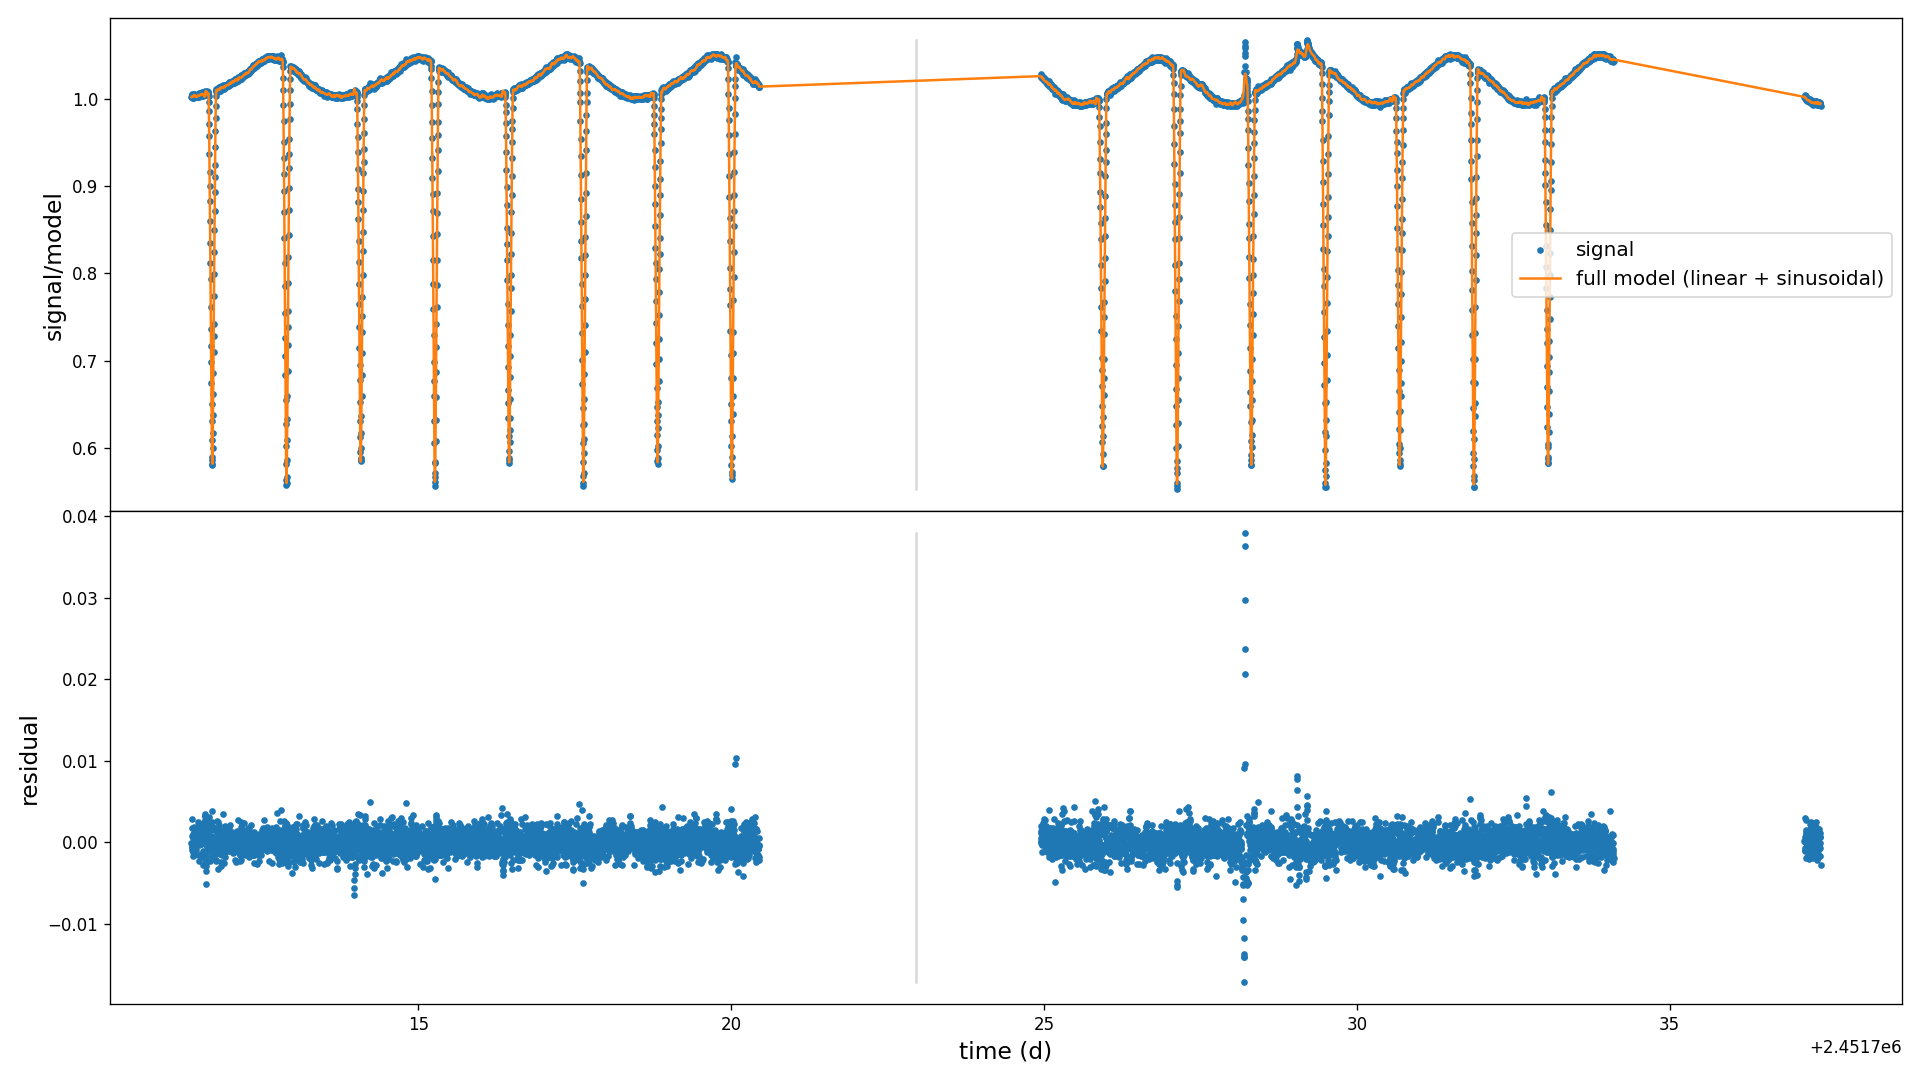 signal/model
1.0
0.9
0.8
0.7
0.6
signal
full model (linear + sinusoidal)
residual
0.04
0.03
0.02
0.01
0.00
−0.01
15
20
25
30
35
time (d)
+2.4517e6